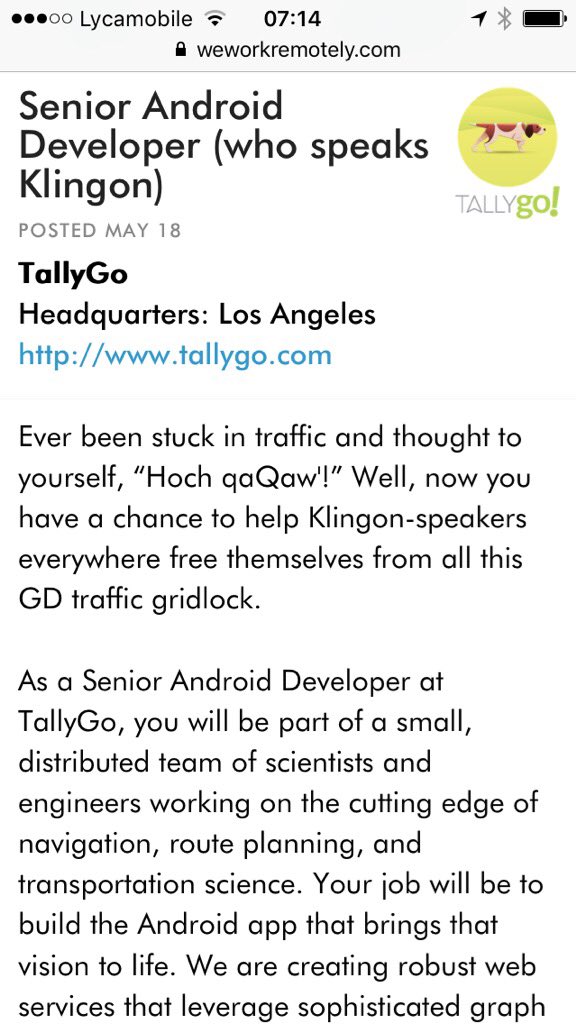 Lycamobile 07:14
weworkremotely.com
Senior Android
Developer (who speaks
Klingon)
TALLYgo!
POSTED MAY 18
TallyGo
Headquarters: Los Angeles
http://www.tallygo.com
Ever been stuck in traffic and thought to
yourself, “Hoch qaQaw'!” Well, now you
have a chance to help Klingon-speakers
everywhere free themselves from all this
GD traffic gridlock.
As a Senior Android Developer at
TallyGo, you will be part of a small,
distributed team of scientists and
engineers working on the cutting edge of
navigation, route planning, and
transportation science. Your job will be to
build the Android app that brings that
vision to life. We are creating robust web
services that leverage sophisticated graph